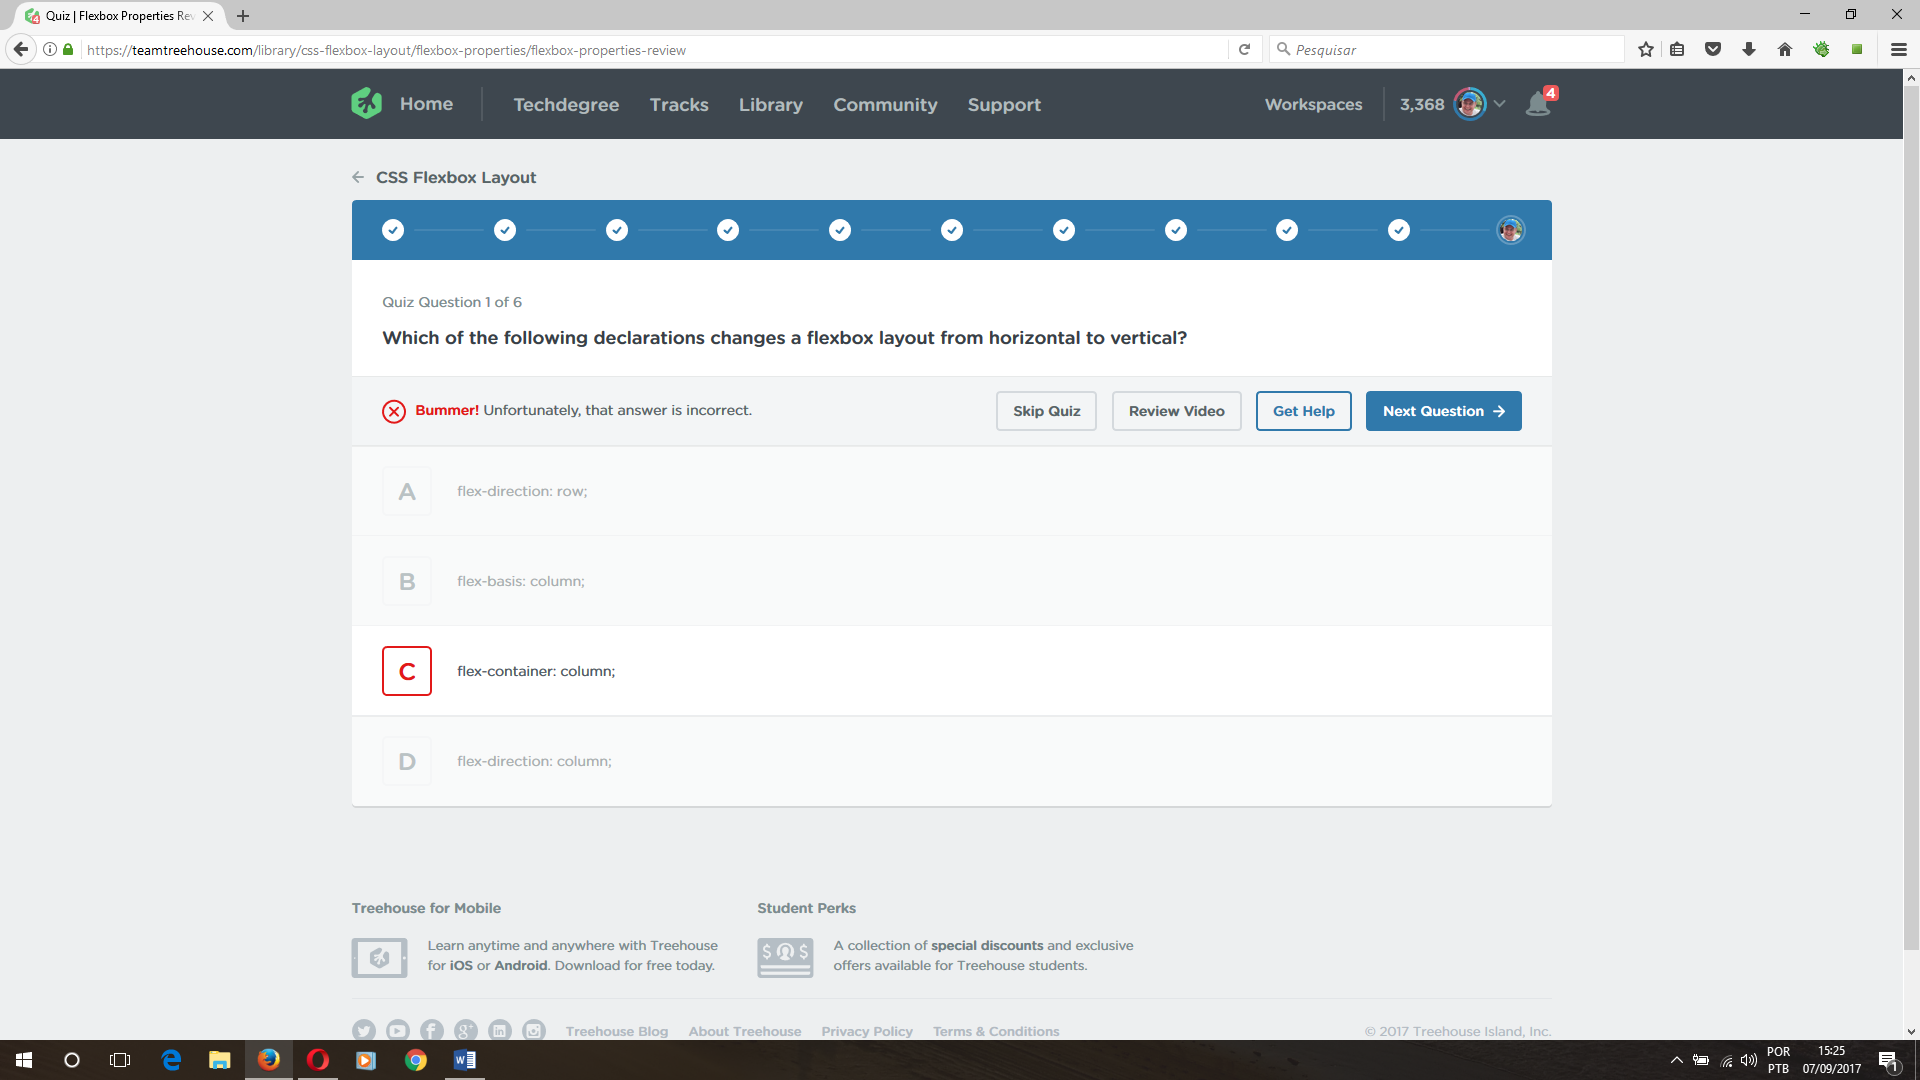 Quiz | Flexbox Properties Rev
https://teamtreehouse.com/library/css-flexbox-layout/flexbox-properties/flexbox-properties-review
Pesquisar
Home
Techdegree
Tracks
Library
Community
Support
Workspaces
3,368
4
CSS Flexbox Layout
Quiz Question 1 of 6
Which of the following declarations changes a flexbox layout from horizontal to vertical?
Bummer! Unfortunately, that answer is incorrect.
Skip Quiz
Review Video
Get Help
Next Question
A flex-direction: row;
B flex-basis: column;
C flex-container: column;
D flex-direction: column;
Treehouse for Mobile
Learn anytime and anywhere with Treehouse
for iOS or Android. Download for free today.
Student Perks
A collection of special discounts and exclusive
offers available for Treehouse students.
Treehouse Blog
About Treehouse
Privacy Policy
Terms & Conditions
© 2017 Treehouse Island, Inc.
POR
PTB
15:25
07/09/2017
1